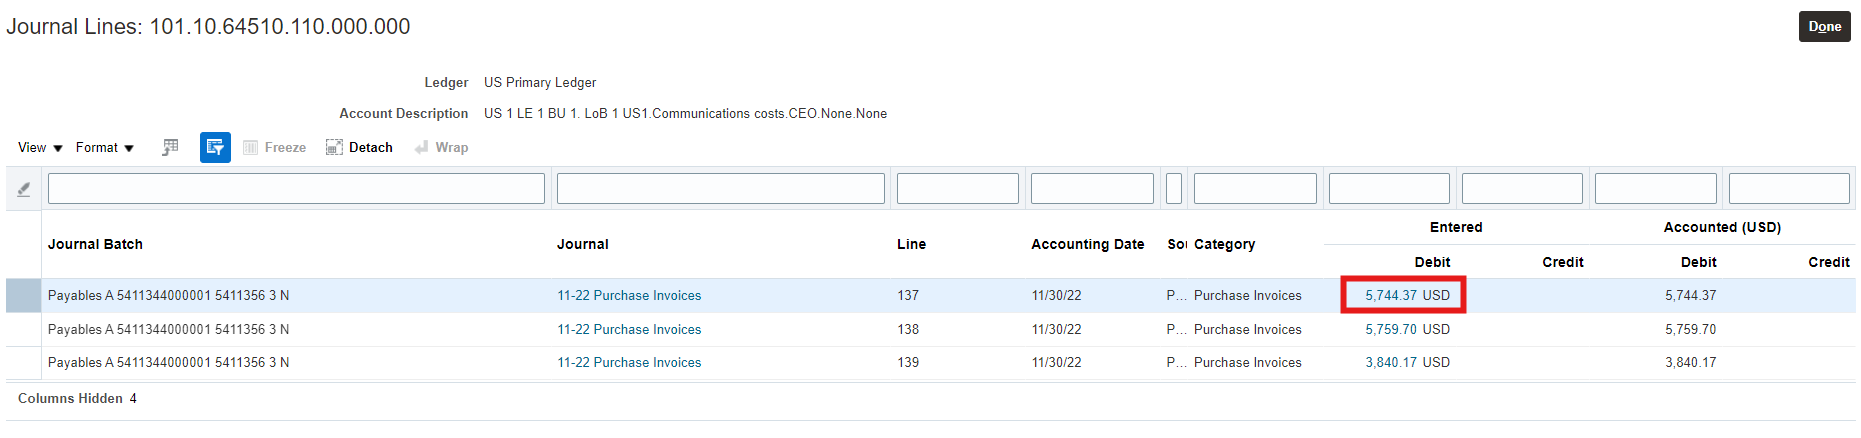 Journal Lines: 101.10.64510.110.000.000
Done
Ledger US Primary Ledger
Account Description US 1 LE 1 BU 1. LoB 1 US1.Communications costs.CEO.None.None
View Format Freeze Detach Wrap
Entered Accounted (USD)
Journal Batch Journal Line Accounting Date Sou Category
Debit Credit Debit Credit
Payables A 5411344000001 5411356 3 N 11-22 Purchase Invoices 137 11/30/22 P... Purchase Invoices 5,744.37 USD 5,744.37
Payables A 5411344000001 5411356 3 N 11-22 Purchase Invoices 138 11/30/22 P... Purchase Invoices 5,759.70 USD 5,759.70
Payables A 5411344000001 5411356 3 N 11-22 Purchase Invoices 139 11/30/22 P... Purchase Invoices 3,840.17 USD 3,840.17
Columns Hidden 4